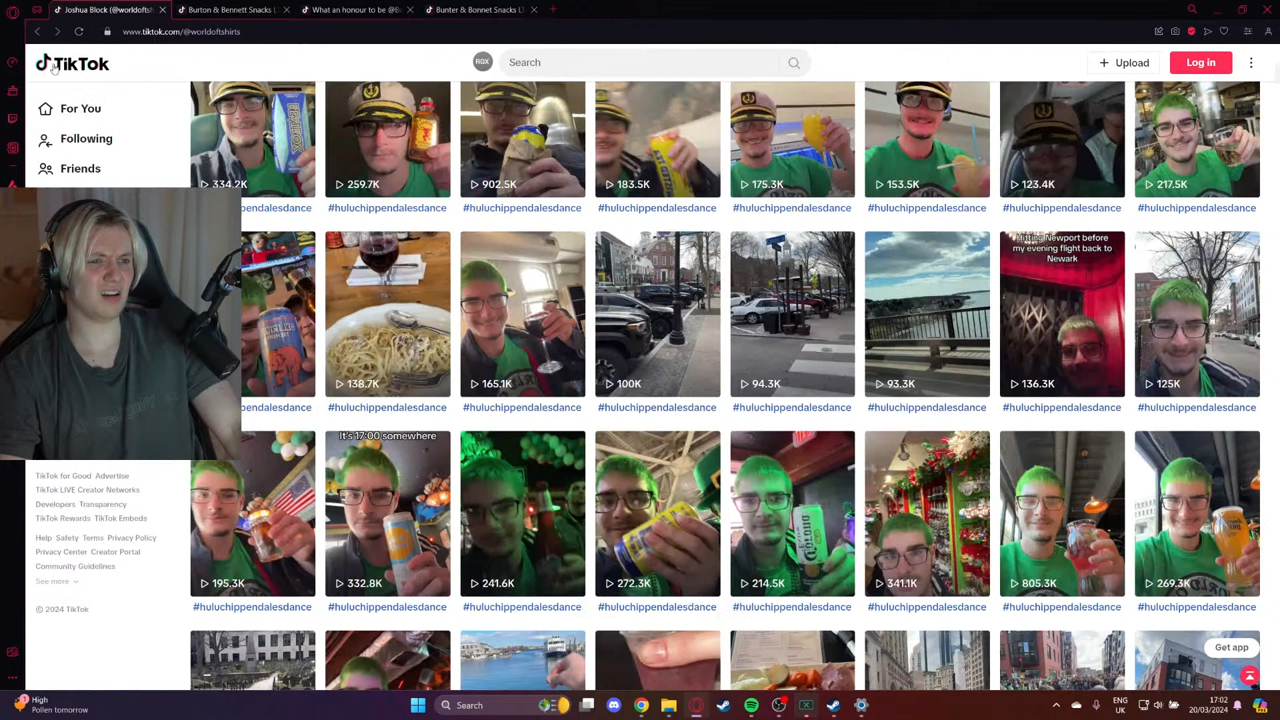 Joshua Block (@worldoftsh
Burton & Bennett Snacks L
What an honour to be @B
Bunter & Bonnet Snacks L
www.tiktok.com/@worldoftshirts
TikTok
RGX
Search
Upload
Log in
For You
Following
Friends
334.2K
259.7K
902.5K
183.5K
175.3K
153.5K
123.4K
217.5K
pendalesdance
#huluchippendalesdance
#huluchippendalesdance
#huluchippendalesdance
#huluchippendalesdance
#huluchippendalesdance
#huluchippendalesdance
#huluchippendalesdance
Hitting Newport before
my evening flight back to
Newark
138.7K
165.1K
100K
94.3K
93.3K
136.3K
125K
pendalesdance
#huluchippendalesdance
#huluchippendalesdance
#huluchippendalesdance
#huluchippendalesdance
#huluchippendalesdance
#huluchippendalesdance
#huluchippendalesdance
It's 17:00 somewhere
195.3K
332.8K
241.6K
272.3K
214.5K
341.1K
805.3K
269.3K
#huluchippendalesdance
#huluchippendalesdance
#huluchippendalesdance
#huluchippendalesdance
#huluchippendalesdance
#huluchippendalesdance
#huluchippendalesdance
#huluchippendalesdance
TikTok for Good Advertise
TikTok LIVE Creator Networks
Developers Transparency
TikTok Rewards TikTok Embeds
Help Safety Terms Privacy Policy
Privacy Center Creator Portal
Community Guidelines
See more
© 2024 TikTok
Get app
High
Pollen tomorrow
Search
ENG
UK
17:02
20/03/2024